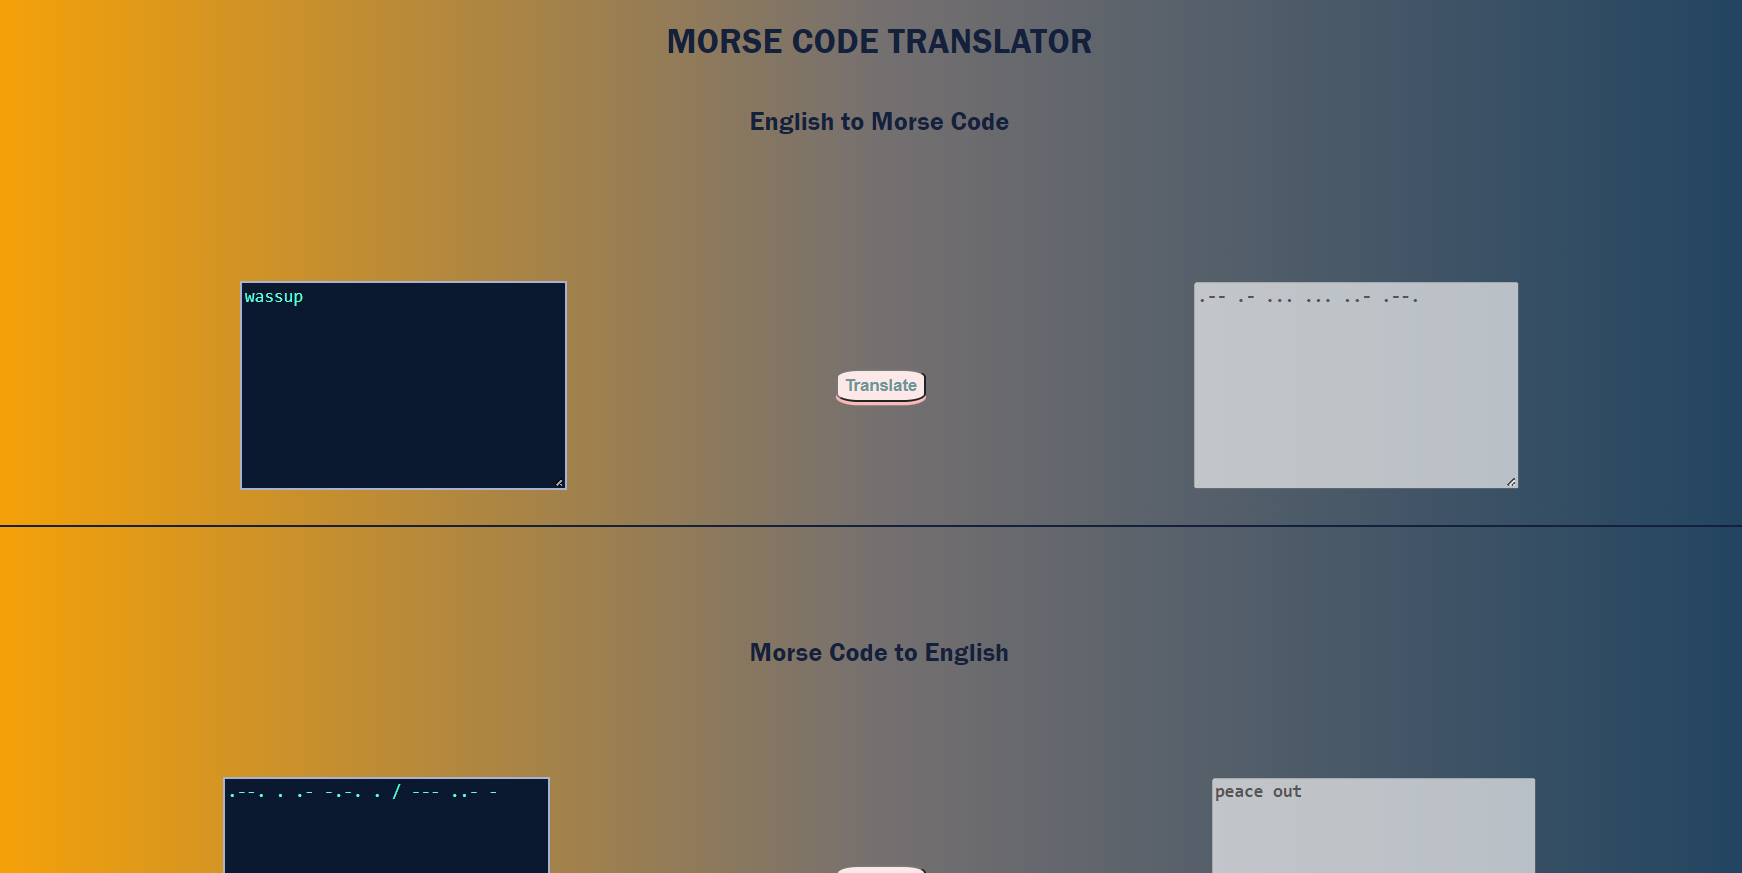 MORSE CODE TRANSLATOR
English to Morse Code
wassup
Translate
.-- .- ... ... ..- .--.
Morse Code to English
.--. . .- -.-. . / --- ..- -
peace out